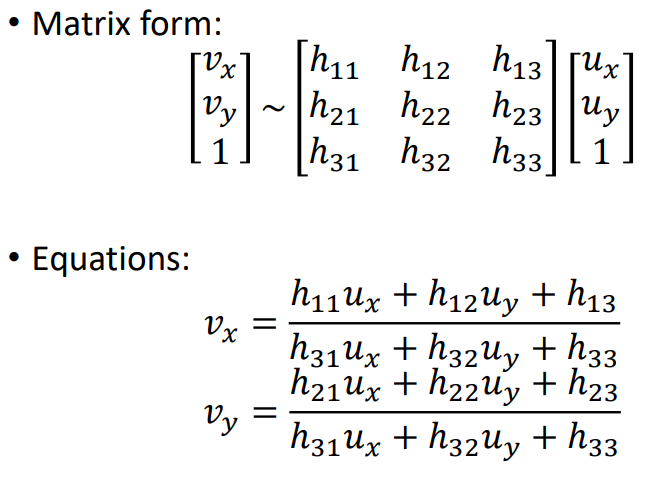 • Matrix form:
[v_x; v_y; 1] ~ [h_11 h_12 h_13; h_21 h_22 h_23; h_31 h_32 h_33] [u_x; u_y; 1]
• Equations:
v_x = (h_11 u_x + h_12 u_y + h_13) / (h_31 u_x + h_32 u_y + h_33)
v_y = (h_21 u_x + h_22 u_y + h_23) / (h_31 u_x + h_32 u_y + h_33)